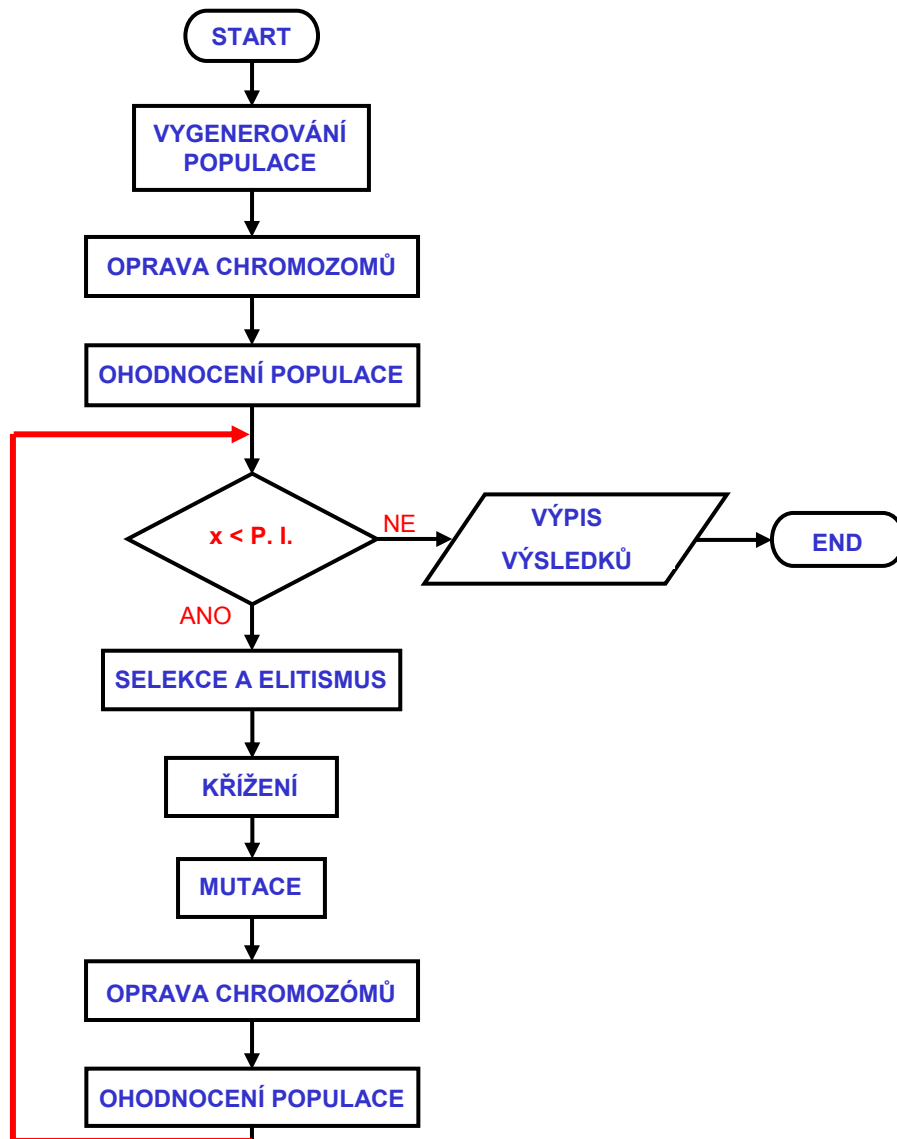 START
VYGENEROVÁNÍ
POPULACE
OPRAVA CHROMOZOMŮ
OHODNOCENÍ POPULACE
x < P. I.
NE
VÝPIS
VÝSLEDKŮ
END
ANO
SELEKCE A ELITISMUS
KŘÍŽENÍ
MUTACE
OPRAVA CHROMOZÓMŮ
OHODNOCENÍ POPULACE